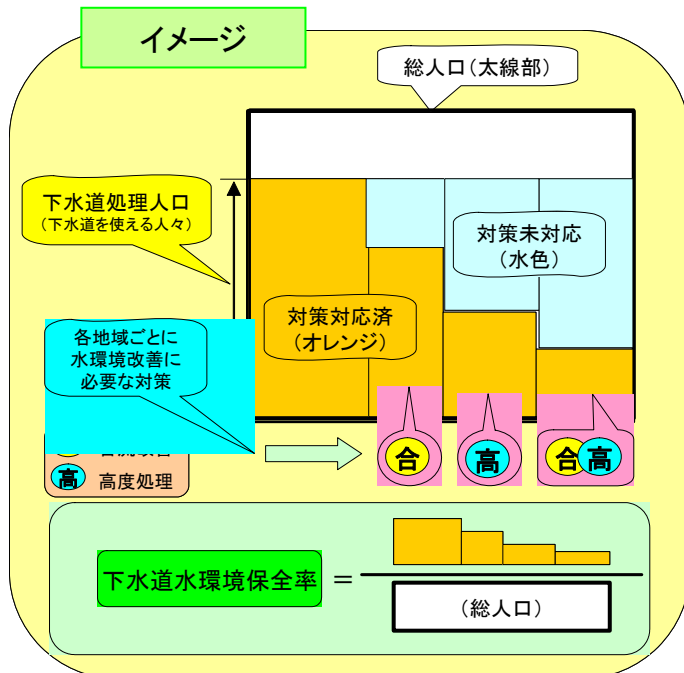 イメージ
総人口(太線部)
下水道処理人口
(下水道を使える人々)
対策未対応
(水色)
対策対応済
(オレンジ)
各地域ごとに
水環境改善に
必要な対策
高 高度処理
合
高
合高
下水道水環境保全率 =
(総人口)